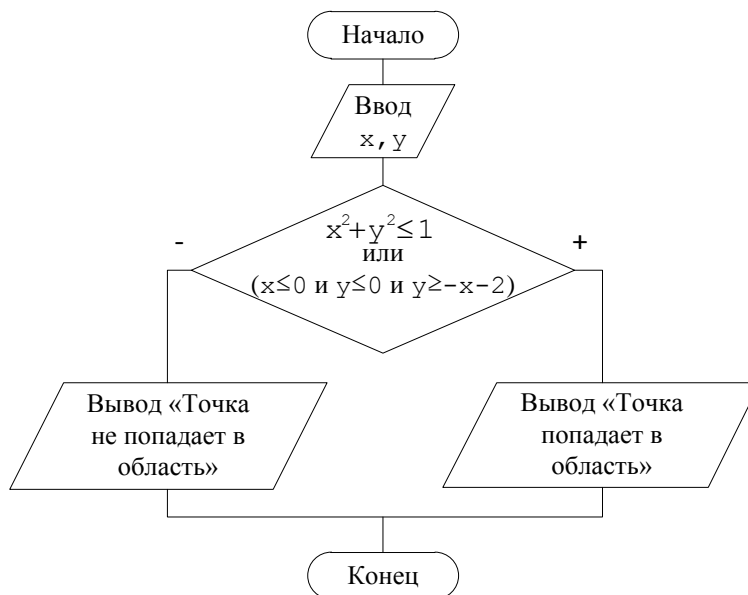 Начало
Ввод
x,y
-
x²+y²≤1
или
(x≤0 и y≤0 и y≥-x-2)
+
Вывод «Точка
не попадает в
область»
Вывод «Точка
попадает в
область»
Конец